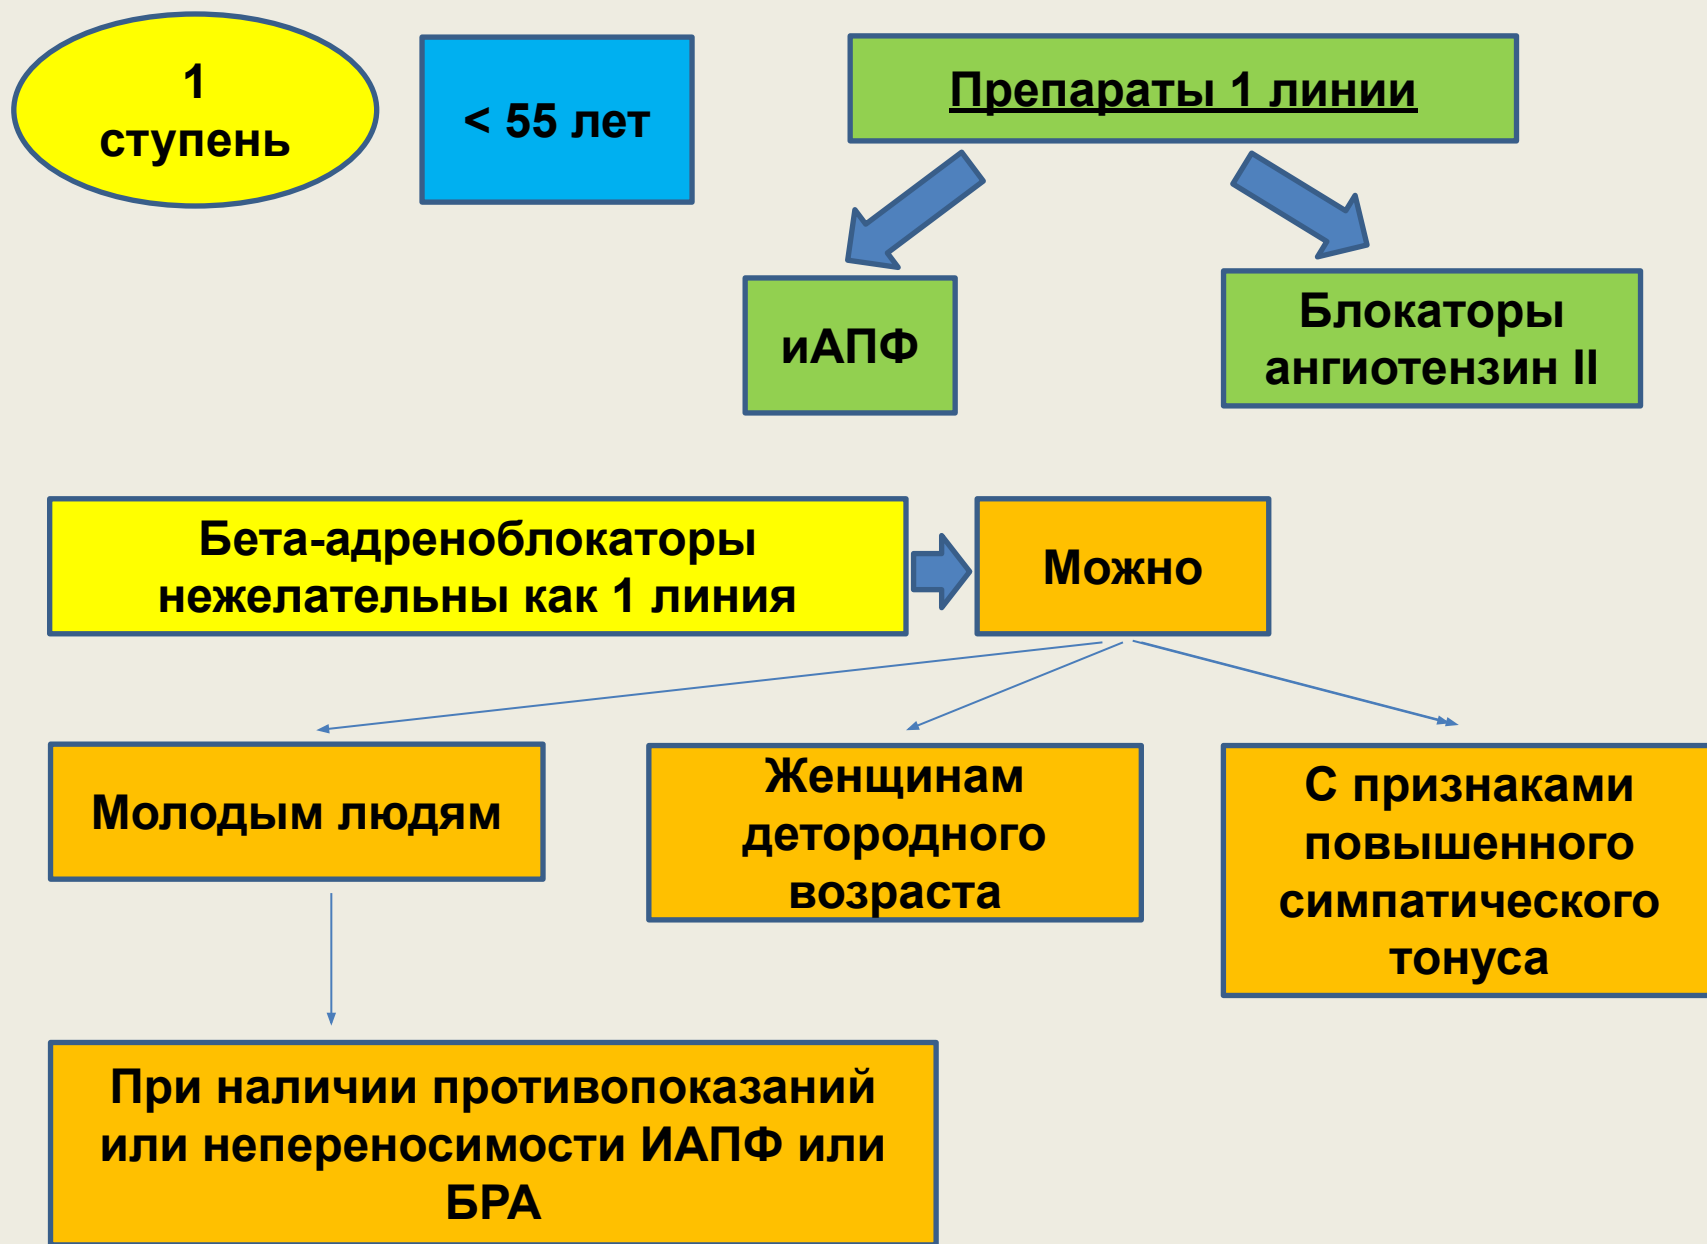 1
ступень
< 55 лет
Препараты 1 линии
иАПФ
Блокаторы
ангиотензин II
Бета-адреноблокаторы
нежелательны как 1 линия
Можно
Молодым людям
Женщинам
детородного
возраста
С признаками
повышенного
симпатического
тонуса
При наличии противопоказаний
или непереносимости ИАПФ или
БРА